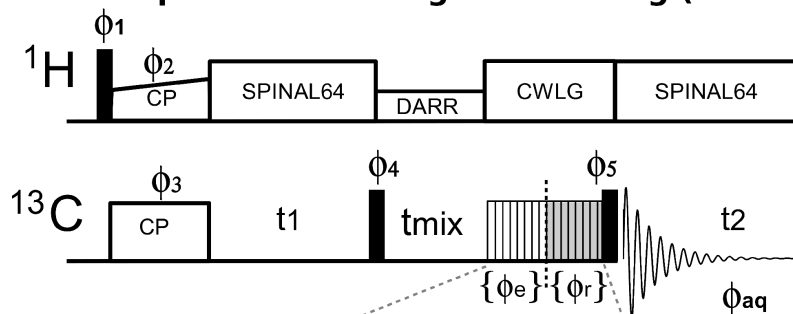 ϕ1
¹H ϕ2
CP SPINAL64 DARR CWLG SPINAL64
ϕ3 ϕ4 ϕ5
¹³C CP t1 tmix t2
{ϕe} {ϕr}
ϕaq